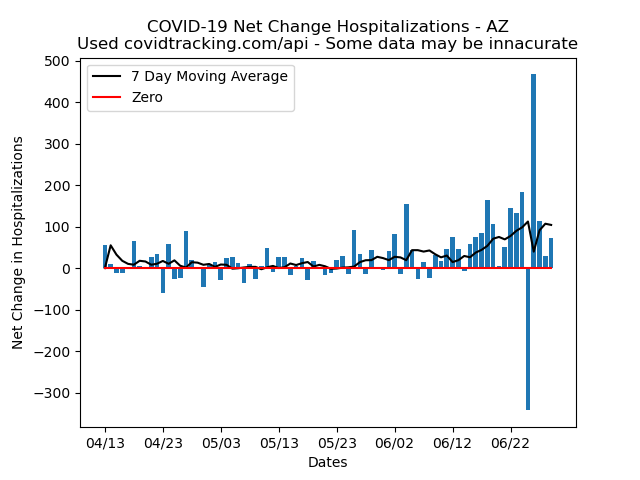 COVID-19 Net Change Hospitalizations - AZ
Used covidtracking.com/api - Some data may be innacurate
7 Day Moving Average
Zero
Net Change in Hospitalizations
500
400
300
200
100
0
−100
−200
−300
04/13 04/23 05/03 05/13 05/23 06/02 06/12 06/22
Dates